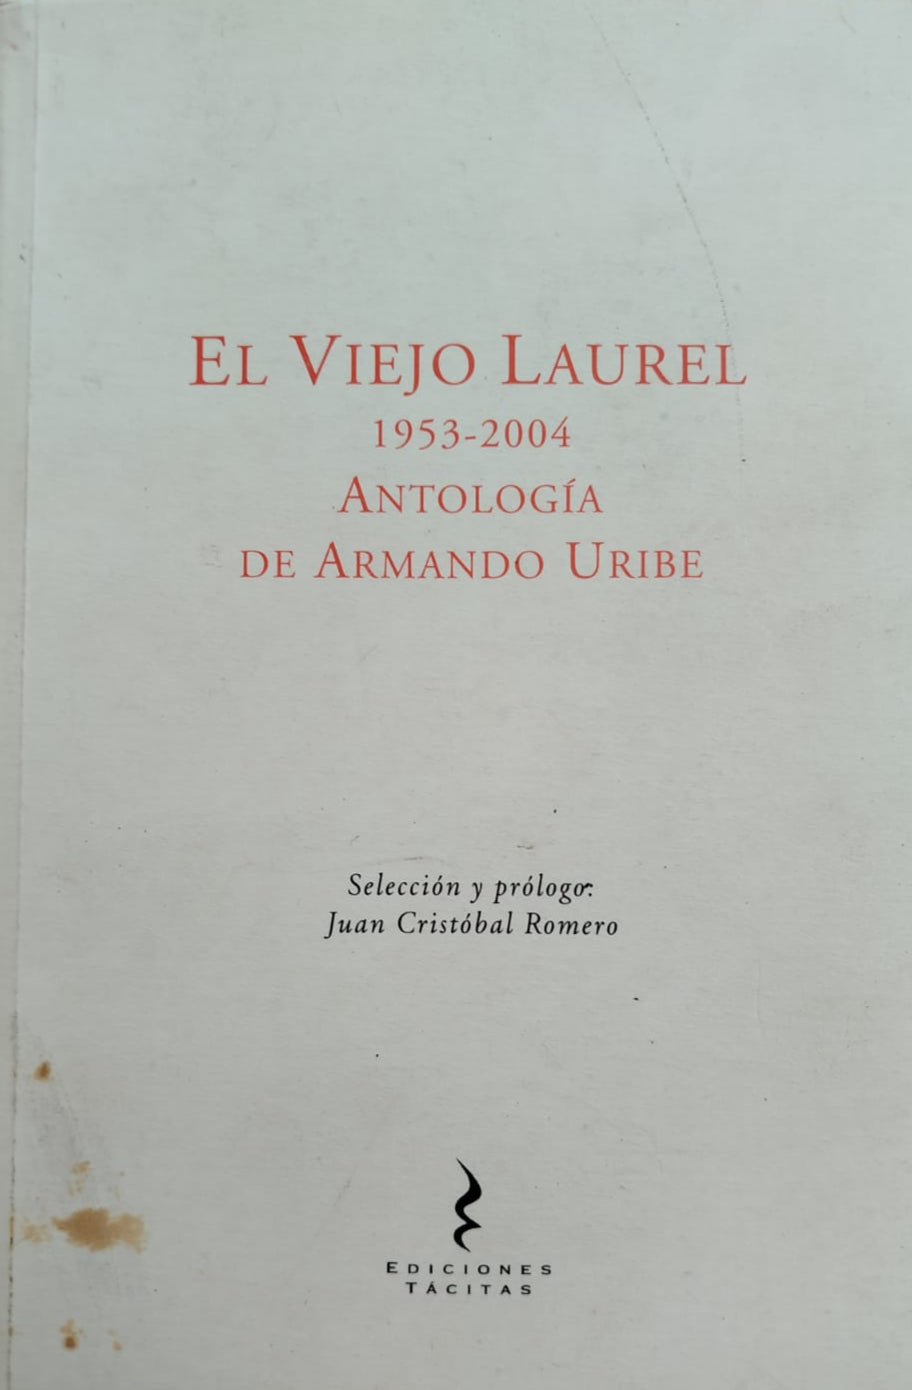 El Viejo Laurel
1953-2004
Antología
de Armando Uribe
Selección y prólogo:
Juan Cristóbal Romero
Ediciones
Tácitas